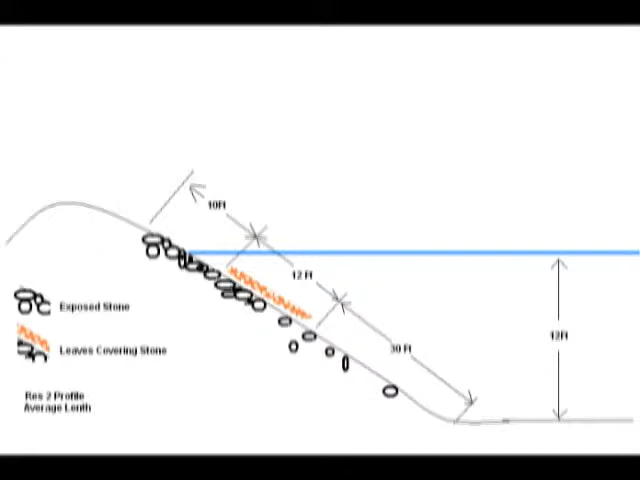 10Ft
12 Ft
30 Ft
12Ft
Exposed Stone
Leaves Covering Stone
Res 2 Profile
Average Lenth